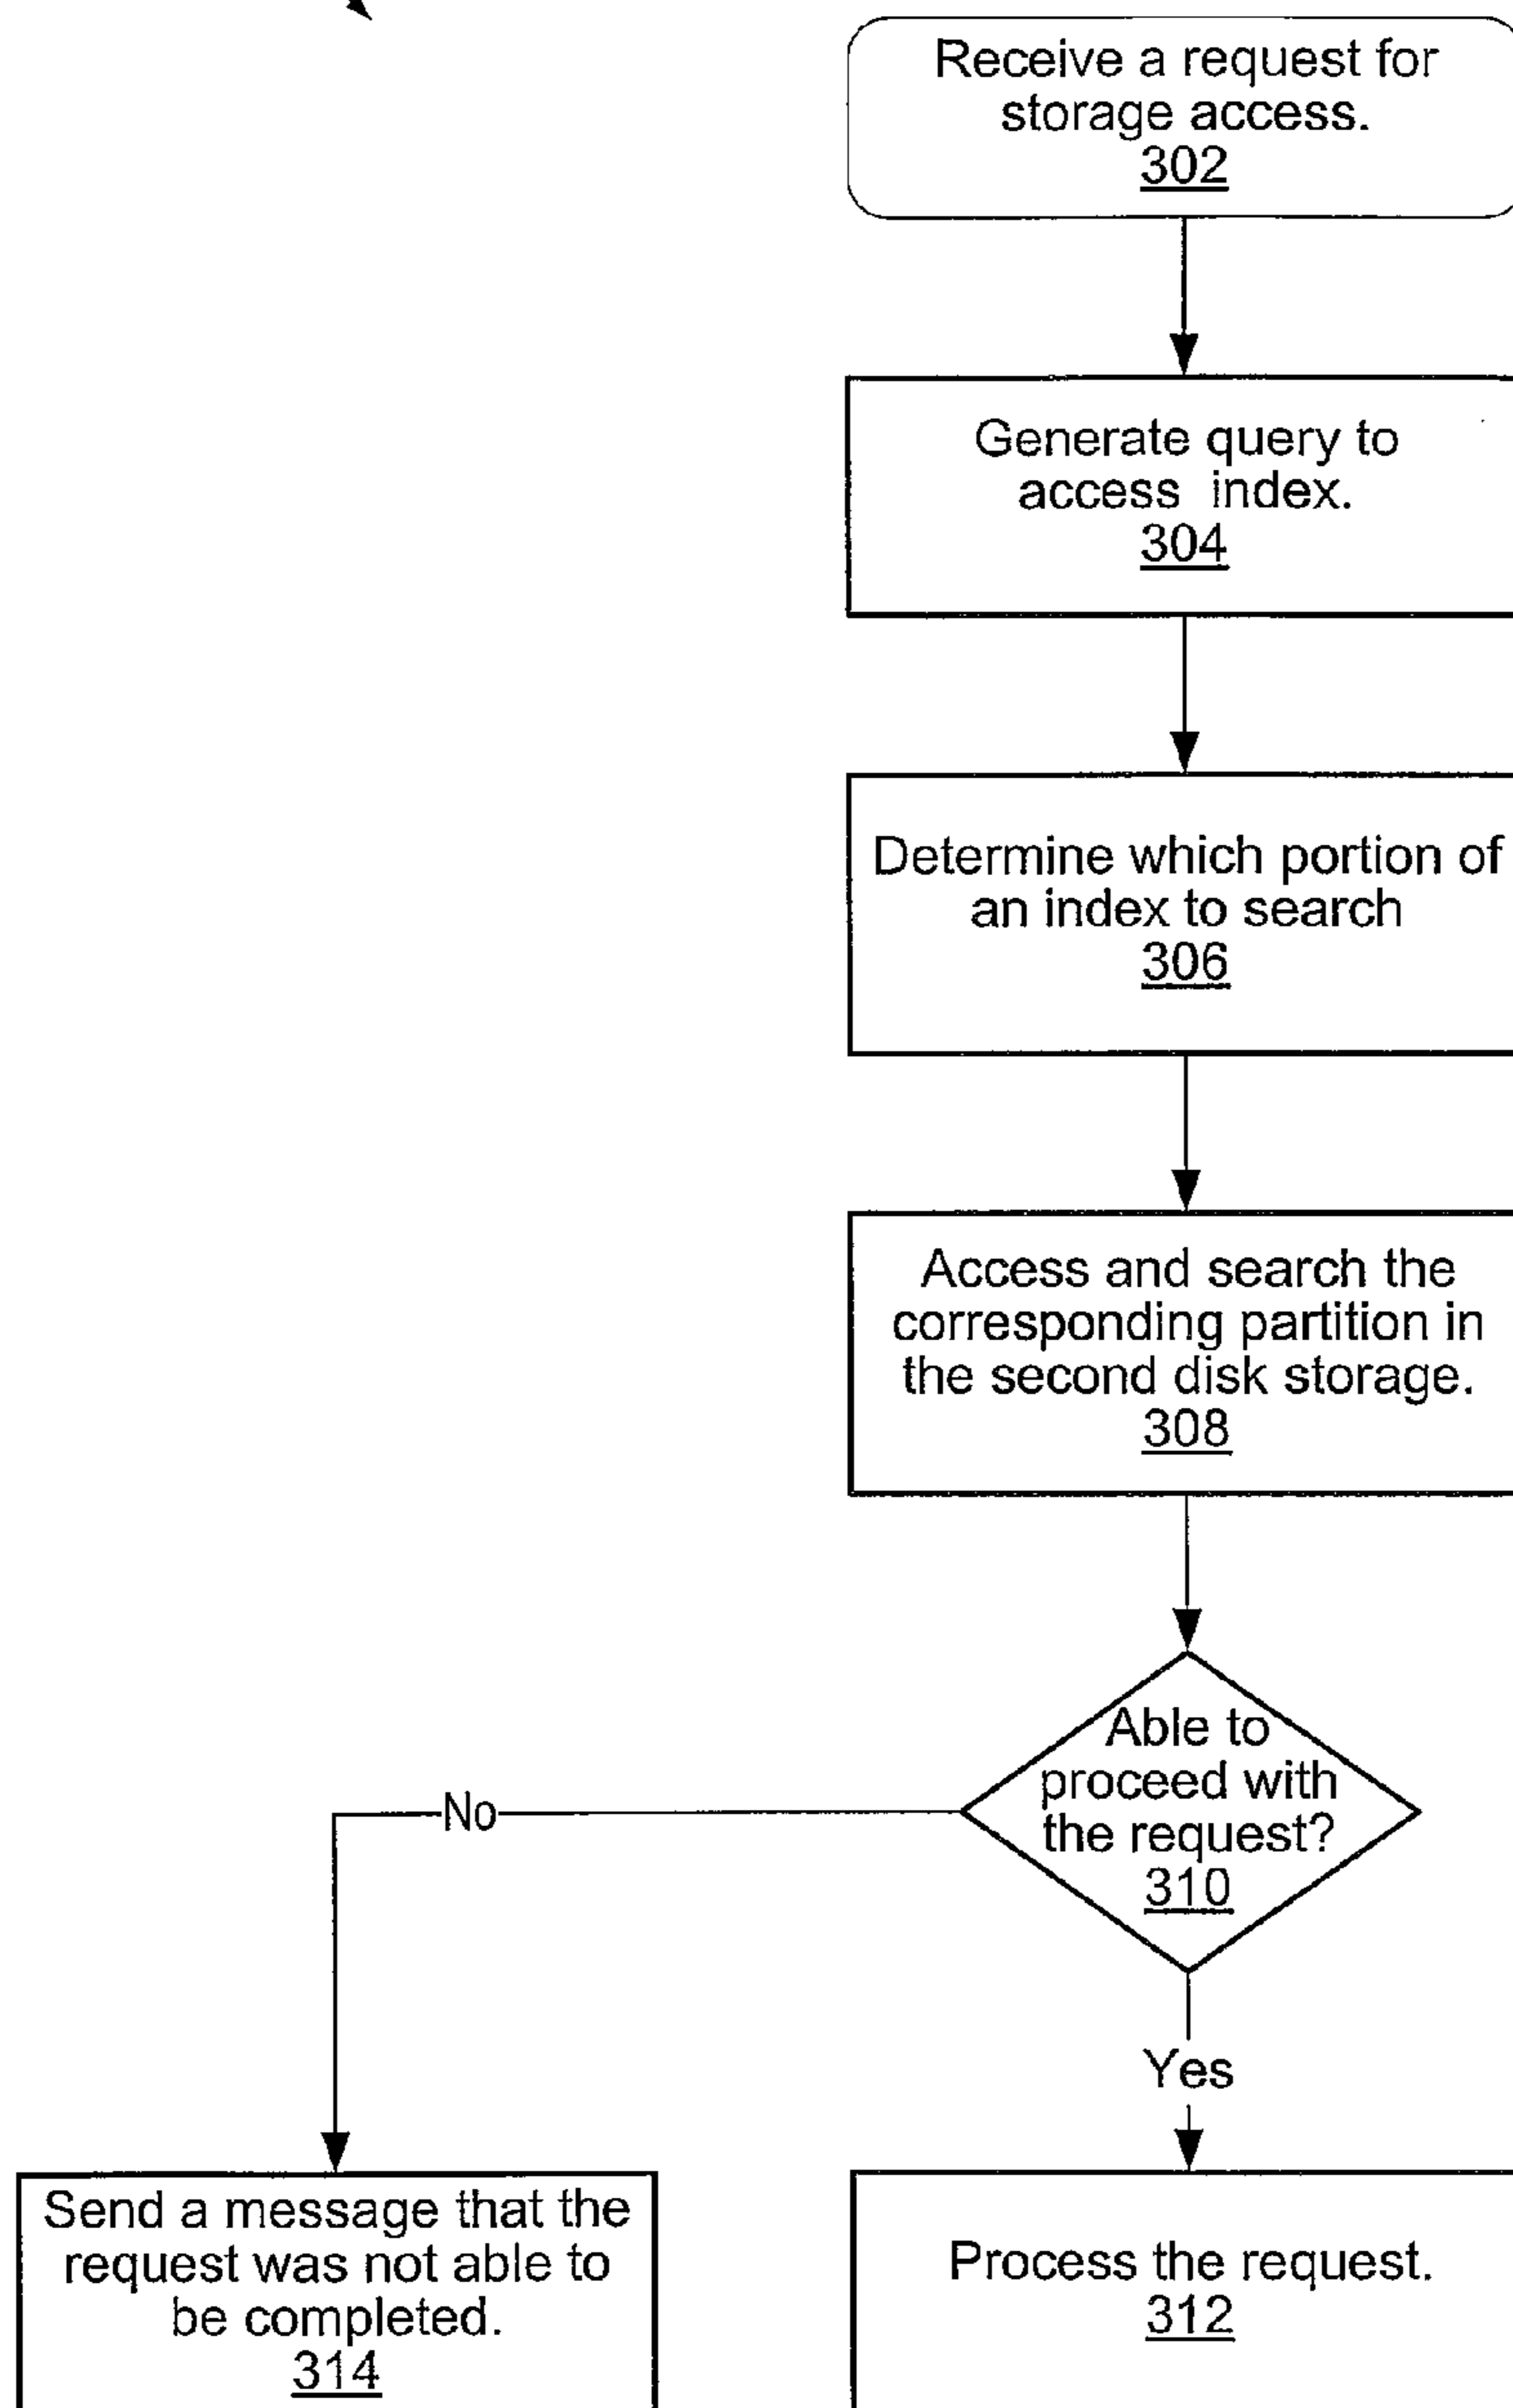 Receive a request for
storage access.
302
Generate query to
access index.
304
Determine which portion of
an index to search
306
Access and search the
corresponding partition in
the second disk storage.
308
Able to
proceed with
the request?
310
No
Yes
Send a message that the
request was not able to
be completed.
314
Process the request.
312